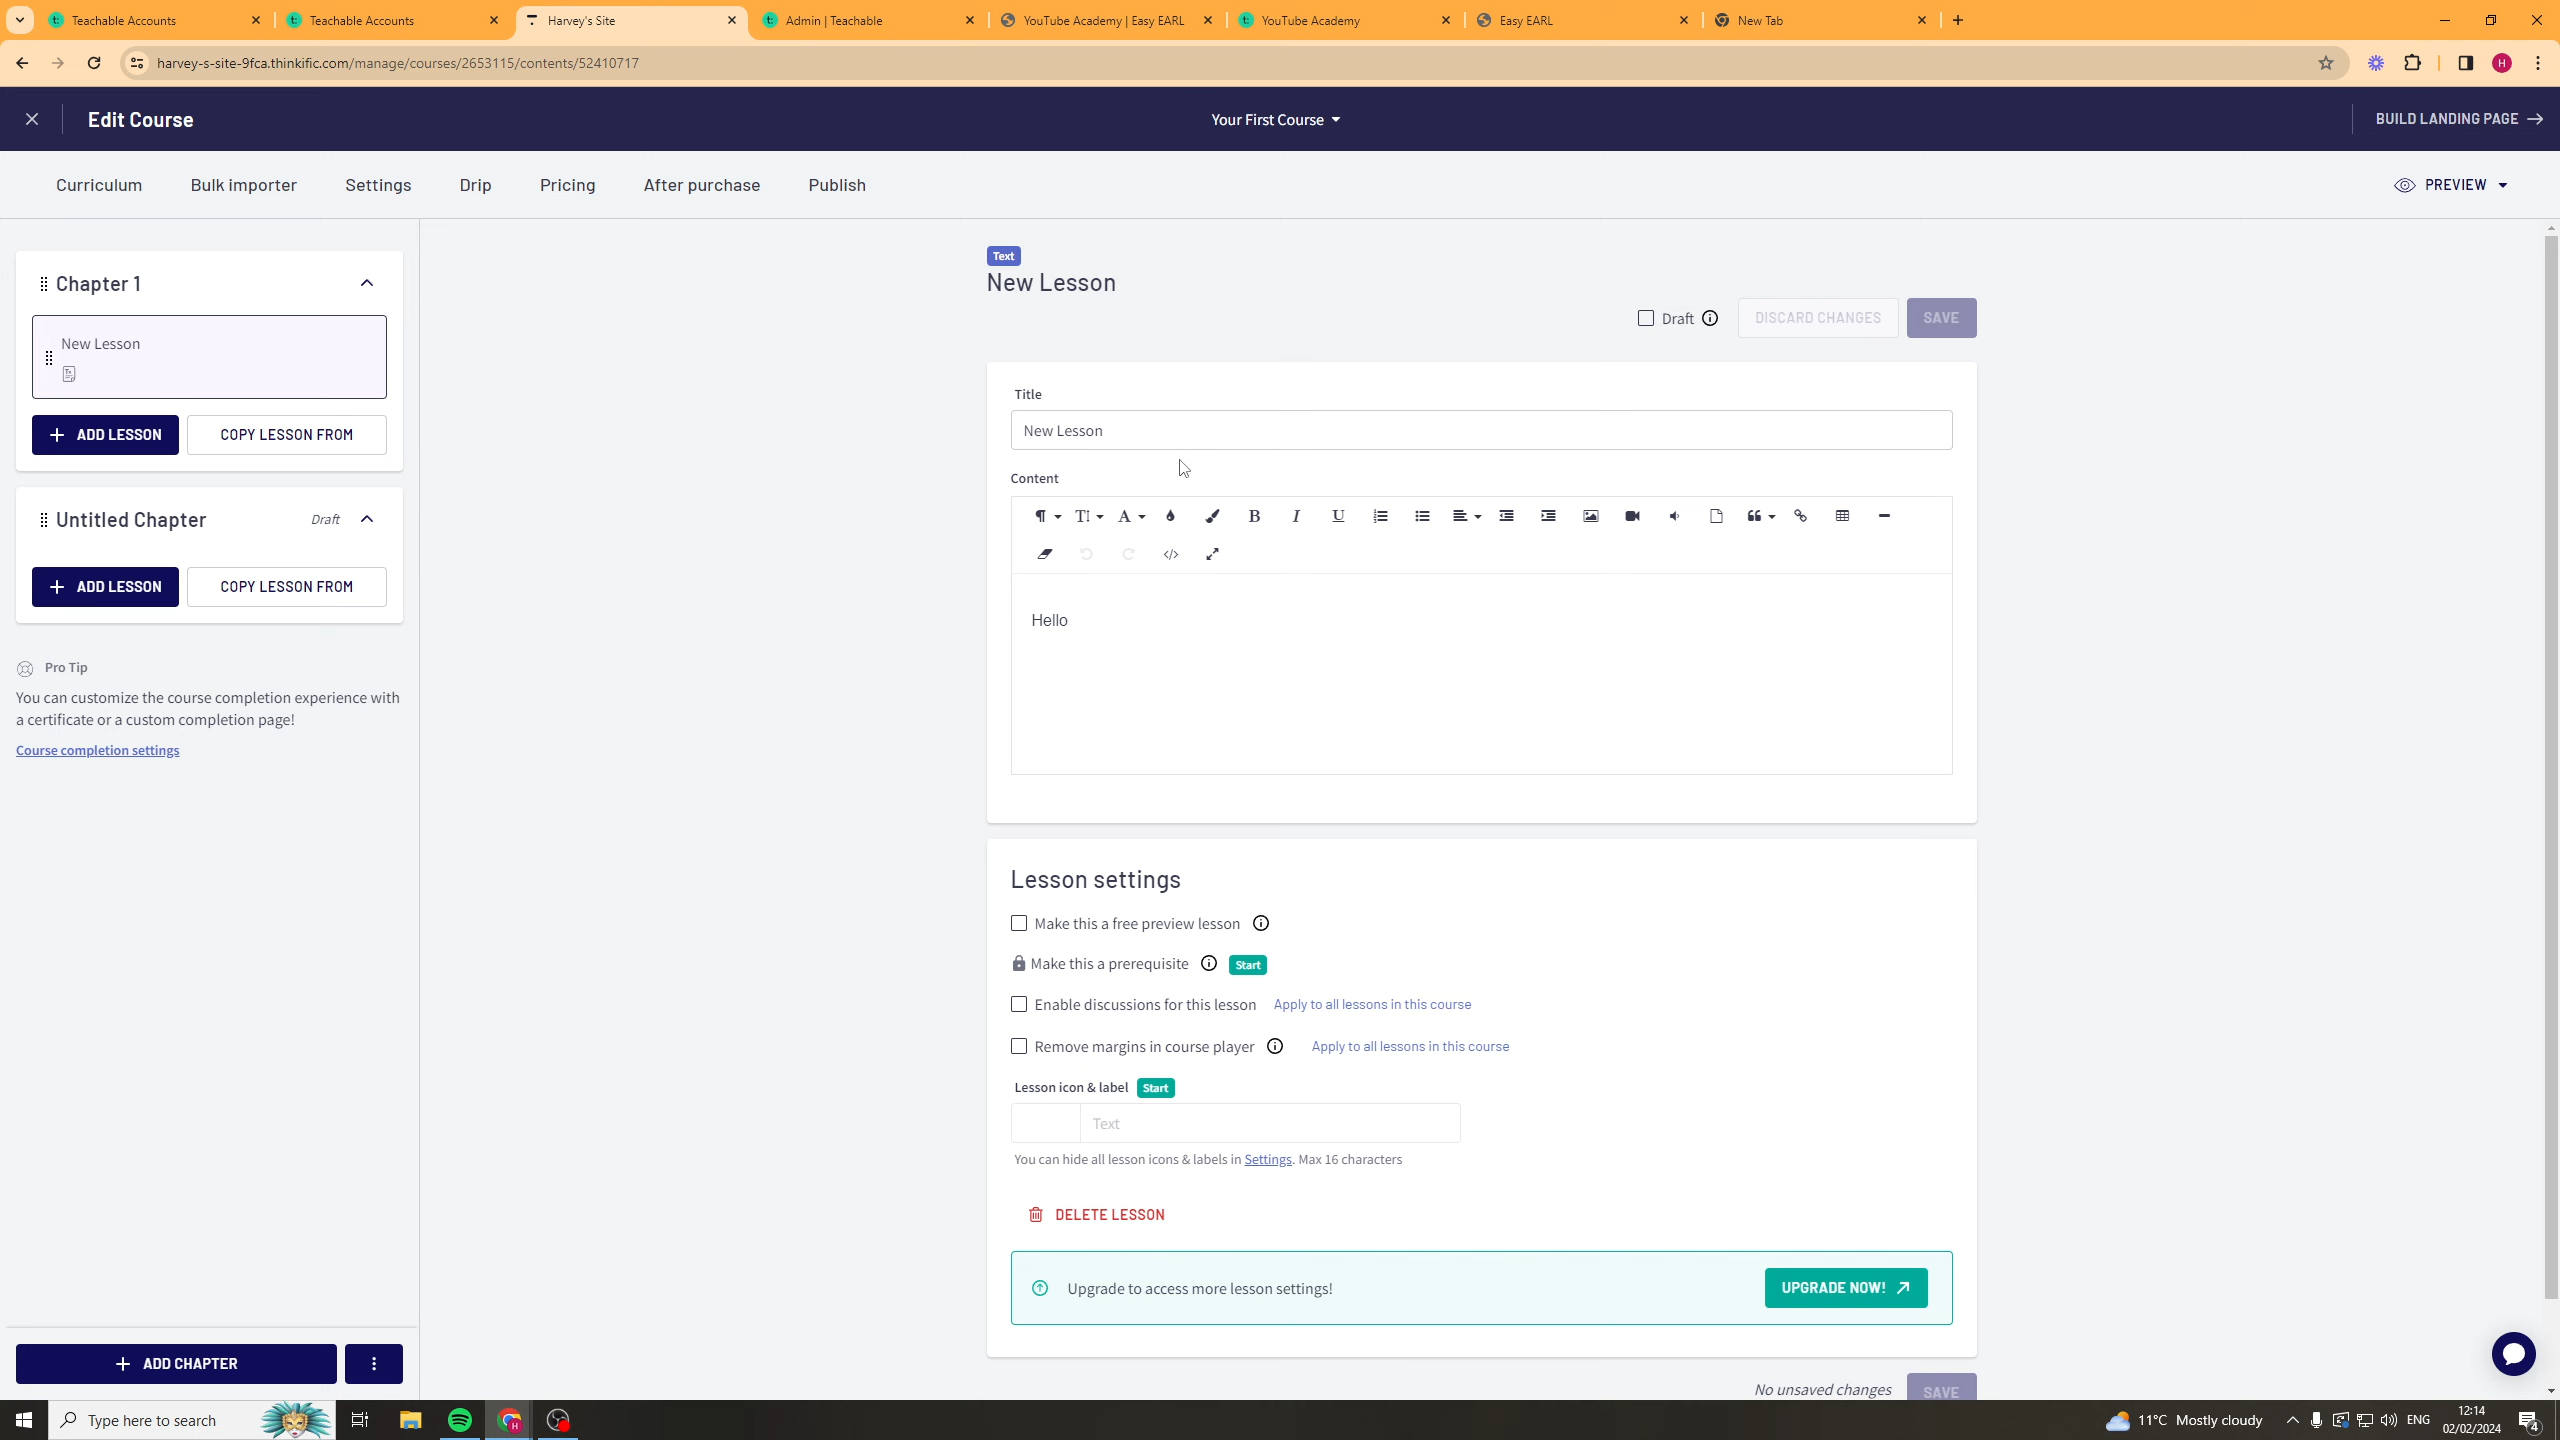 Teachable Accounts
Teachable Accounts
Harvey's Site
Admin | Teachable
YouTube Academy | Easy EARL
YouTube Academy
Easy EARL
New Tab
harvey-s-site-9fca.thinkific.com/manage/courses/2653115/contents/52410717
H
Edit Course
Your First Course
BUILD LANDING PAGE
Curriculum
Bulk importer
Settings
Drip
Pricing
After purchase
Publish
PREVIEW
Chapter 1
New Lesson
ADD LESSON
COPY LESSON FROM
Untitled Chapter
Draft
ADD LESSON
COPY LESSON FROM
Pro Tip
You can customize the course completion experience with
a certificate or a custom completion page!
Course completion settings
ADD CHAPTER
Text
New Lesson
Draft
DISCARD CHANGES
SAVE
Title
New Lesson
Content
Hello
Lesson settings
Make this a free preview lesson
Make this a prerequisite
Start
Enable discussions for this lesson
Apply to all lessons in this course
Remove margins in course player
Apply to all lessons in this course
Lesson icon & label
Start
Text
You can hide all lesson icons & labels in Settings. Max 16 characters
DELETE LESSON
Upgrade to access more lesson settings!
UPGRADE NOW!
No unsaved changes
SAVE
Type here to search
11°C Mostly cloudy
ENG
12:14
02/02/2024
4